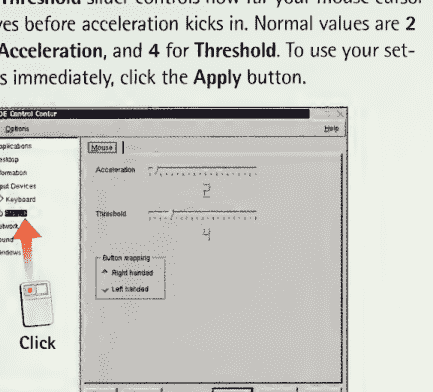 Threshold slider controls how far your mouse cursor
ves before acceleration kicks in. Normal values are 2
Acceleration, and 4 for Threshold. To use your set-
s immediately, click the Apply button.
DE Control Center
Options
Help
pplications
esktop
formation
put Devices
Keyboard
etwork
ound
indows
Mouse
Acceleration
2
Threshold
4
Button mapping
Right handed
Left handed
Click